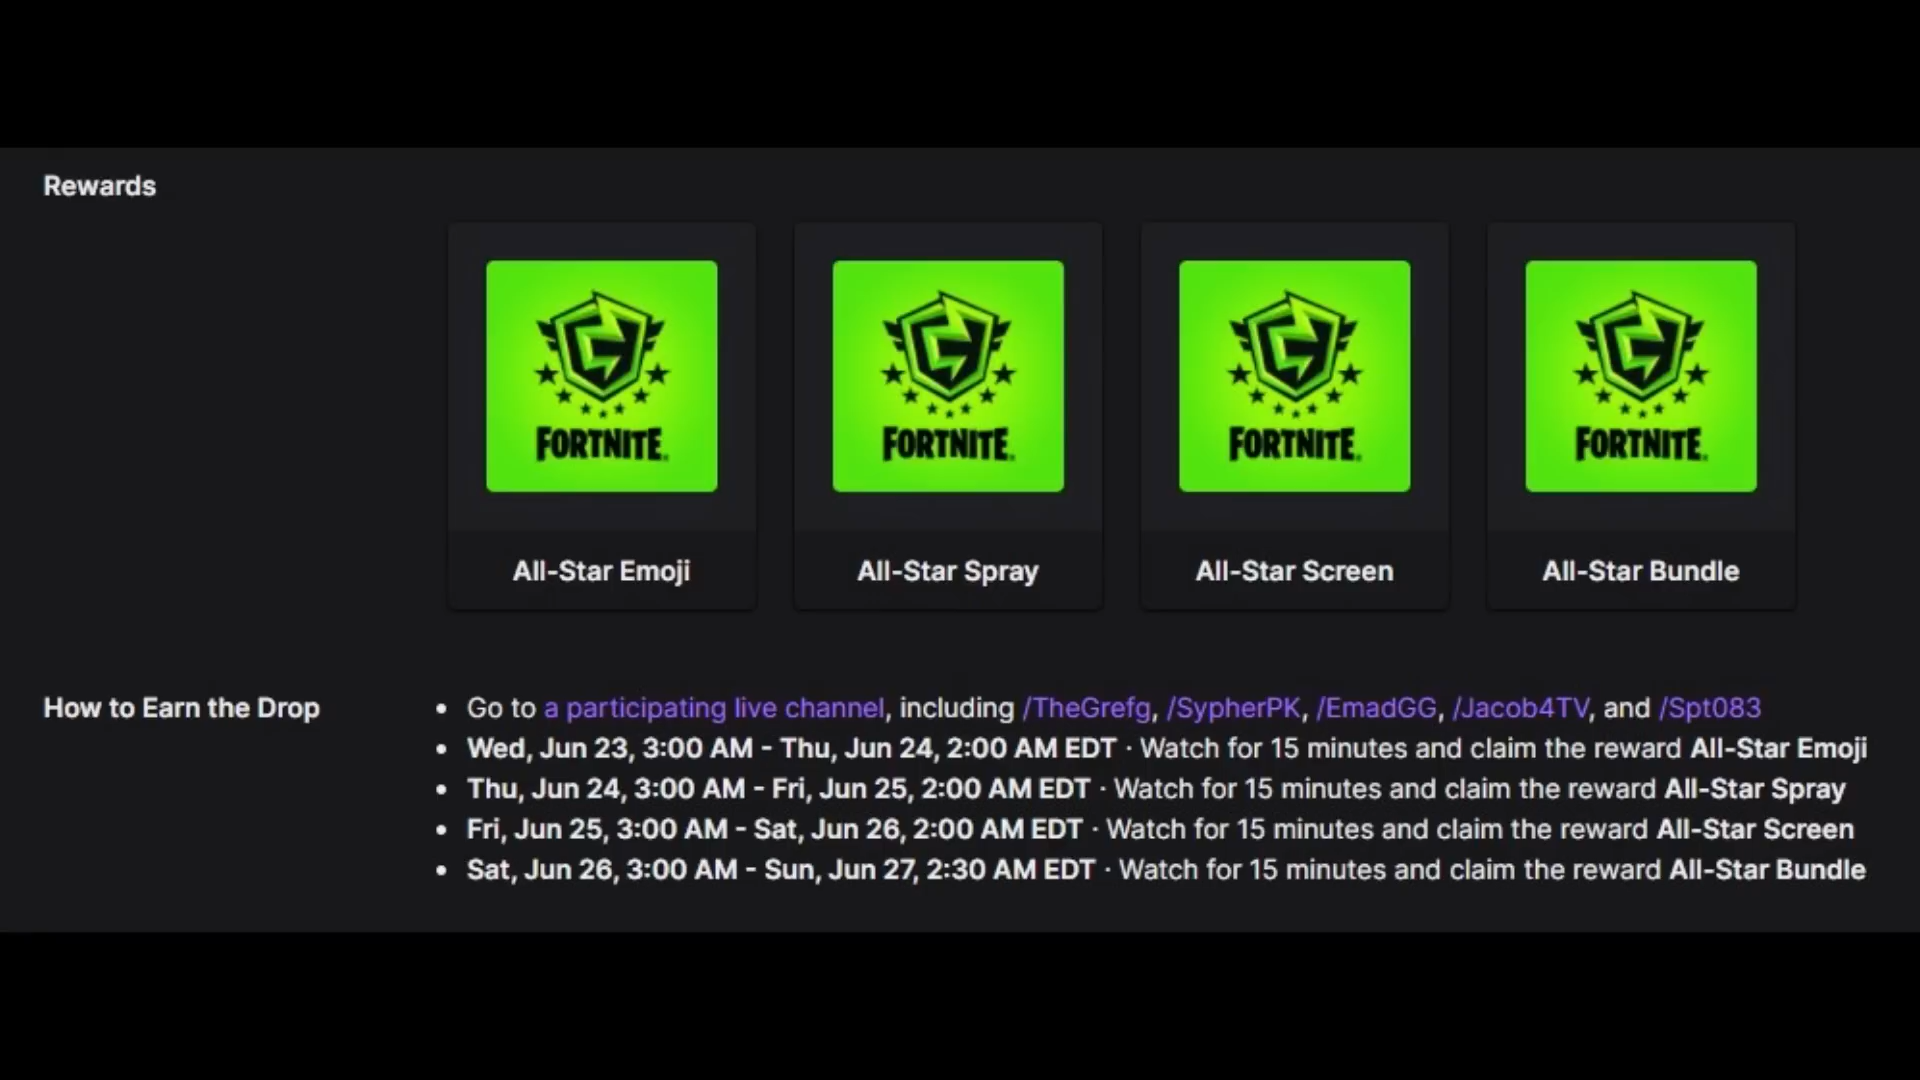 Rewards
FORTNITE.
FORTNITE.
FORTNITE.
FORTNITE.
All-Star Emoji
All-Star Spray
All-Star Screen
All-Star Bundle
How to Earn the Drop
• Go to a participating live channel, including /TheGrefg, /SypherPK, /EmadGG, /Jacob4TV, and /Spt083
• Wed, Jun 23, 3:00 AM - Thu, Jun 24, 2:00 AM EDT · Watch for 15 minutes and claim the reward All-Star Emoji
• Thu, Jun 24, 3:00 AM - Fri, Jun 25, 2:00 AM EDT · Watch for 15 minutes and claim the reward All-Star Spray
• Fri, Jun 25, 3:00 AM - Sat, Jun 26, 2:00 AM EDT · Watch for 15 minutes and claim the reward All-Star Screen
• Sat, Jun 26, 3:00 AM - Sun, Jun 27, 2:30 AM EDT · Watch for 15 minutes and claim the reward All-Star Bundle